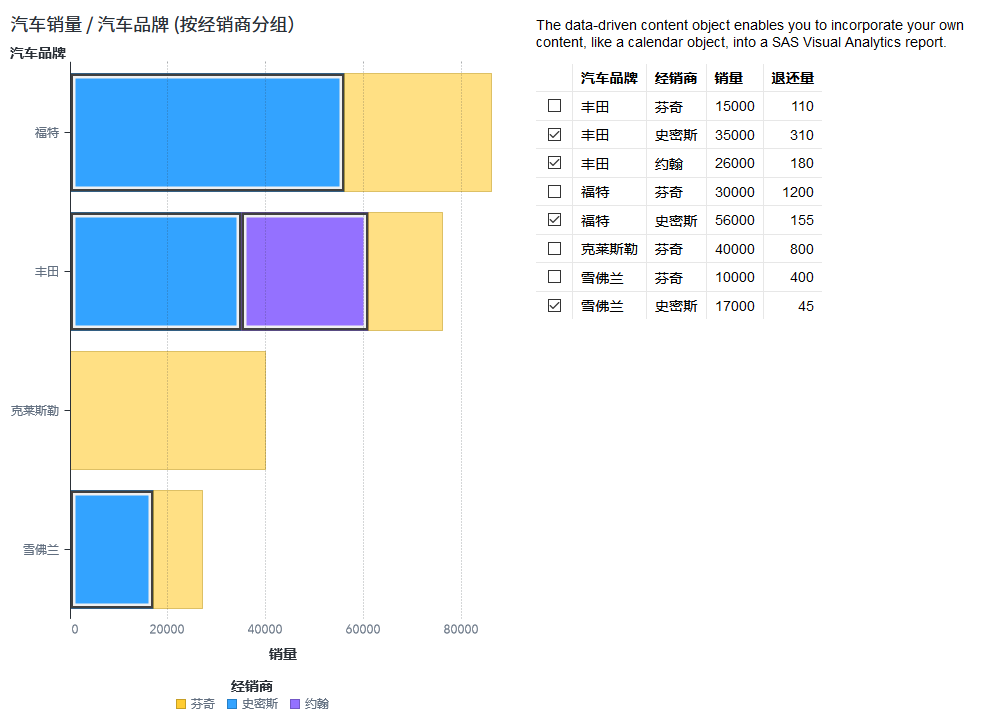 汽车销量 / 汽车品牌 (按经销商分组)
汽车品牌
福特
丰田
克莱斯勒
雪佛兰
0 20000 40000 60000 80000
销量
经销商
芬奇 史密斯 约翰
The data-driven content object enables you to incorporate your own
content, like a calendar object, into a SAS Visual Analytics report.
汽车品牌 经销商 销量 退还量
丰田 芬奇 15000 110
丰田 史密斯 35000 310
丰田 约翰 26000 180
福特 芬奇 30000 1200
福特 史密斯 56000 155
克莱斯勒 芬奇 40000 800
雪佛兰 芬奇 10000 400
雪佛兰 史密斯 17000 45